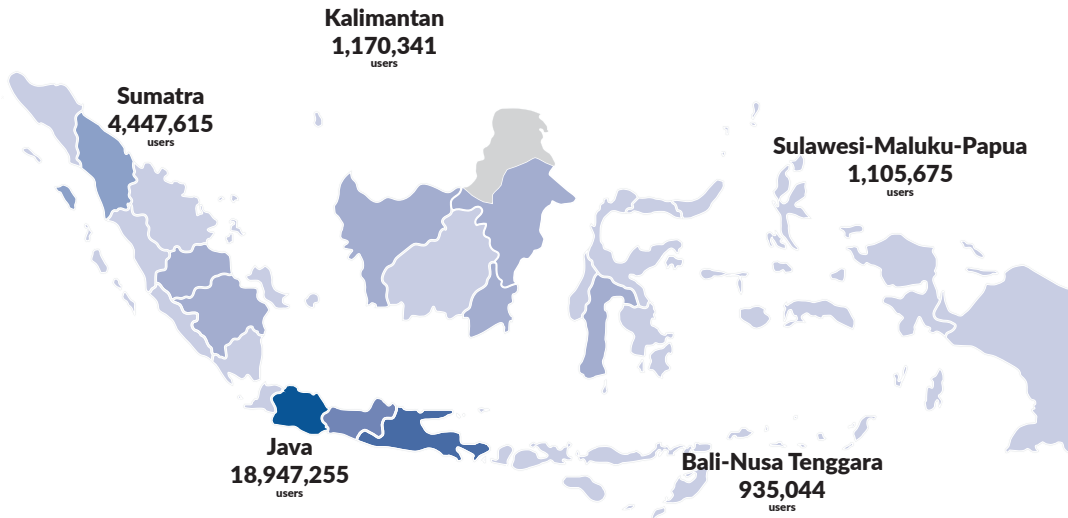 Kalimantan
1,170,341
users
Sumatra
4,447,615
users
Sulawesi-Maluku-Papua
1,105,675
users
Java
18,947,255
users
Bali-Nusa Tenggara
935,044
users